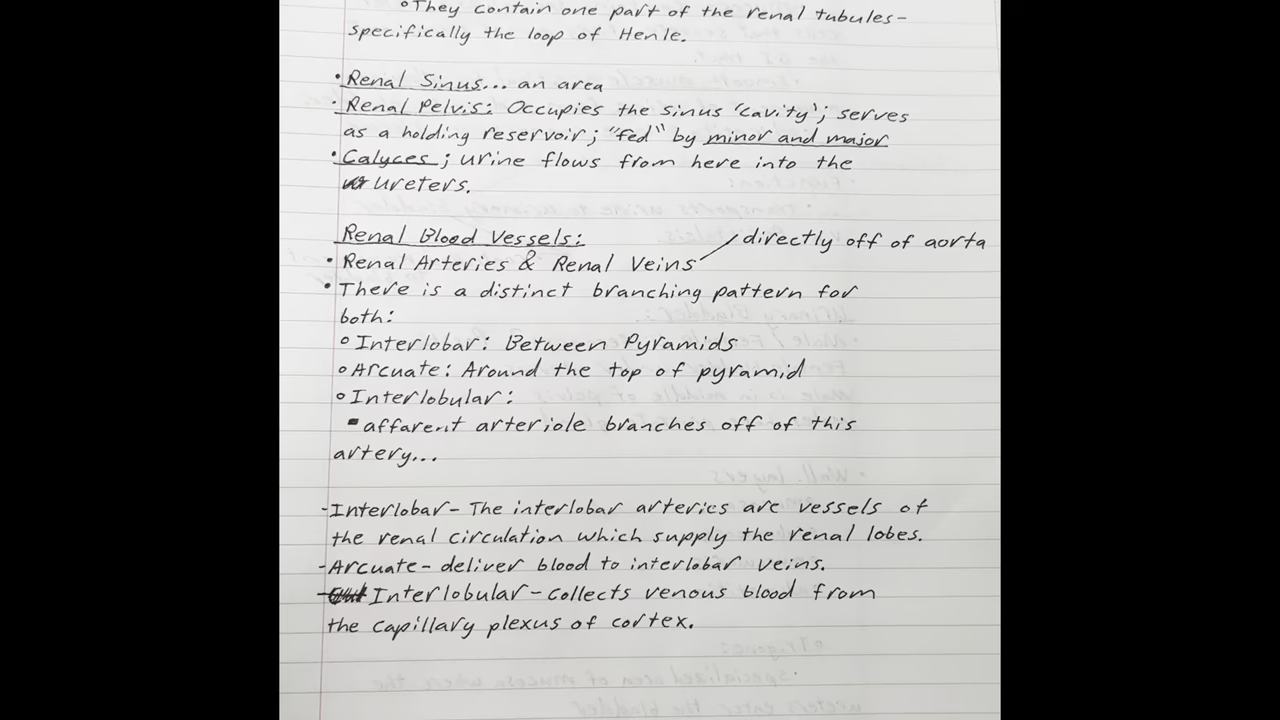 °They contain one part of the renal tubules-
specifically the loop of Henle.
•Renal Sinus... an area
•Renal Pelvis: Occupies the sinus 'cavity'; serves
as a holding reservoir; "fed" by minor and major
•Calyces; urine flows from here into the
ureters.
Renal Blood Vessels:
directly off of aorta
•Renal Arteries & Renal Veins
•There is a distinct branching pattern for
both:
°Interlobar: Between Pyramids
°Arcuate: Around the top of pyramid
°Interlobular:
▪affarent arteriole branches off of this
artery...
-Interlobar- The interlobar arteries are vessels of
the renal circulation which supply the renal lobes.
-Arcuate- deliver blood to interlobar veins.
-Interlobular- collects venous blood from
the capillary plexus of cortex.